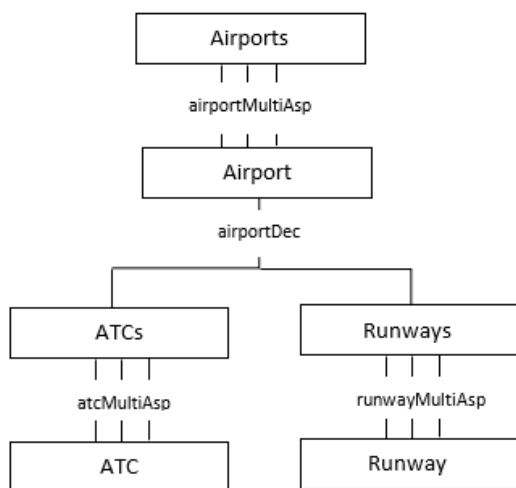 Airports
airportMultiAsp
Airport
airportDec
ATCs
Runways
atcMultiAsp
runwayMultiAsp
ATC
Runway